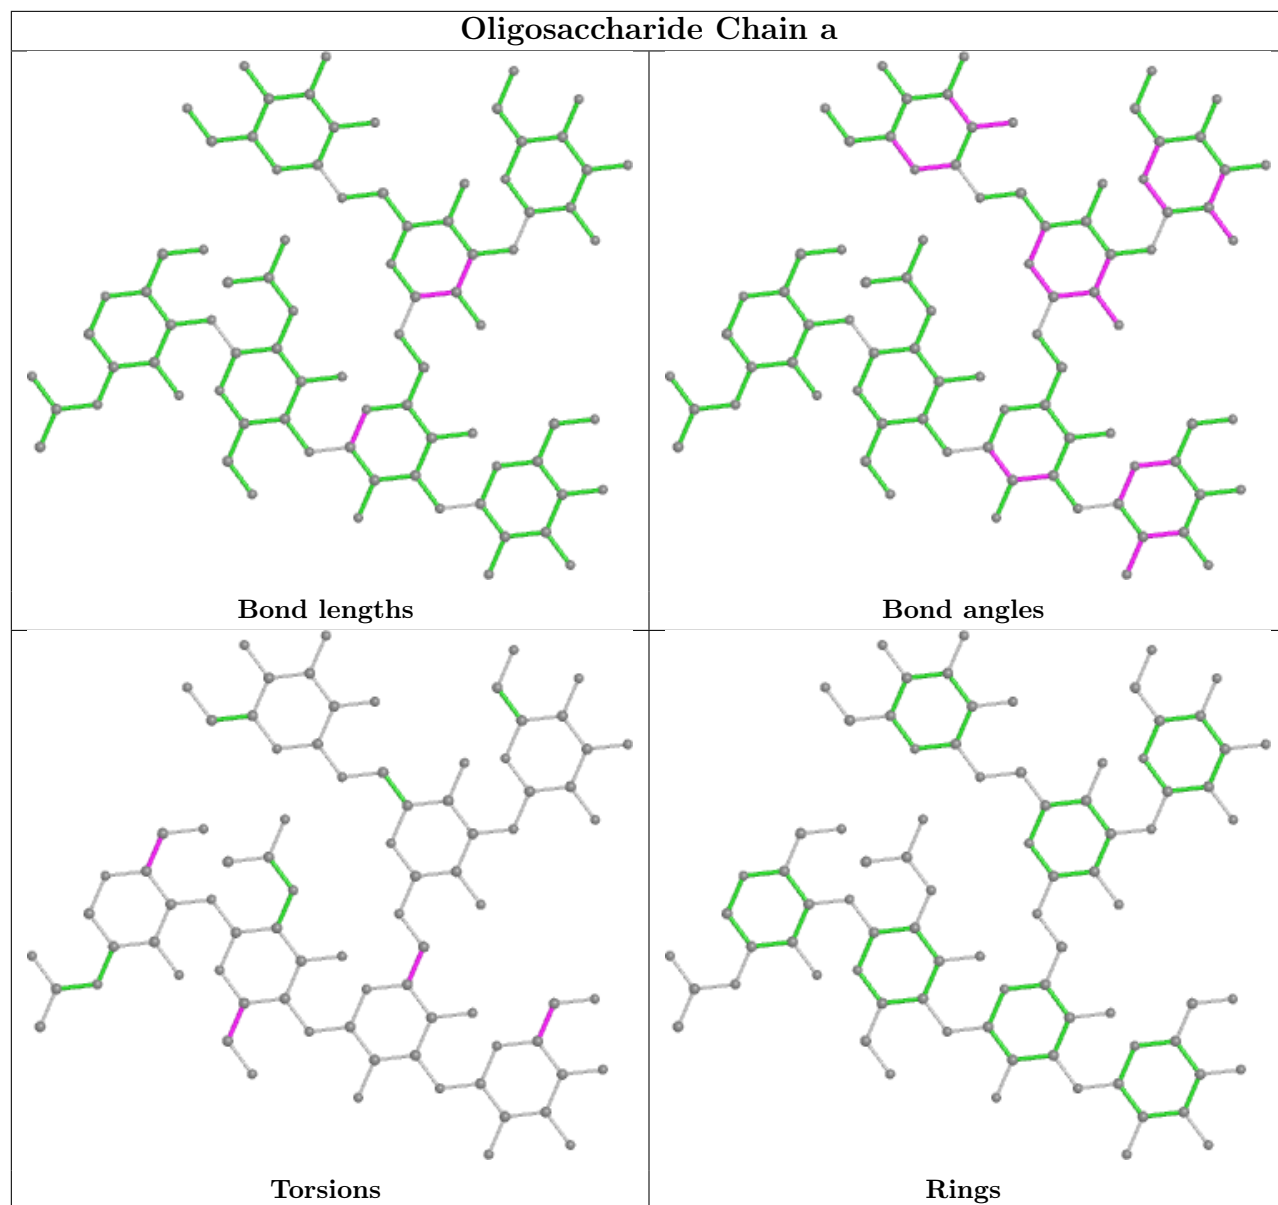 Oligosaccharide Chain a
Bond lengths
Bond angles
Torsions
Rings